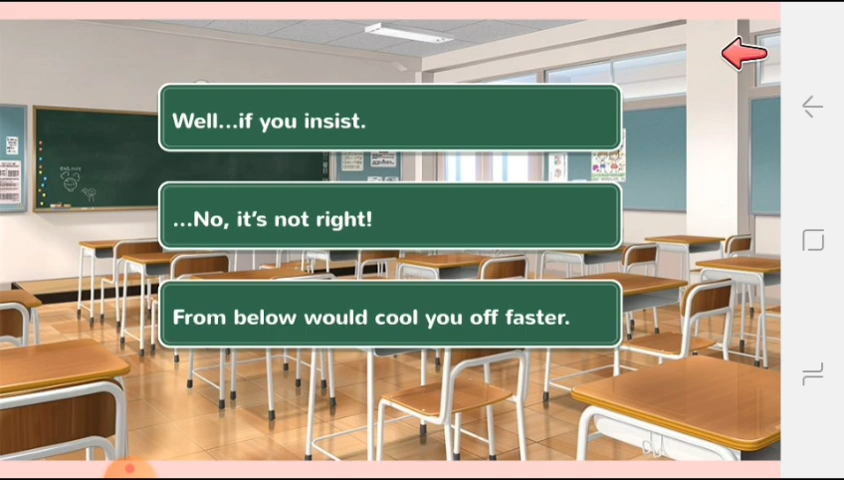 Well...if you insist.
...No, it's not right!
From below would cool you off faster.